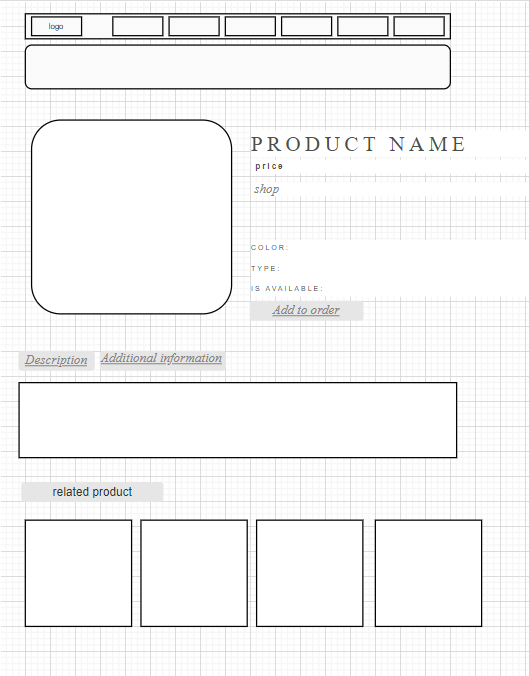 logo
PRODUCT NAME
price
shop
COLOR:
TYPE:
IS AVAILABLE:
Add to order
Description Additional information
related product